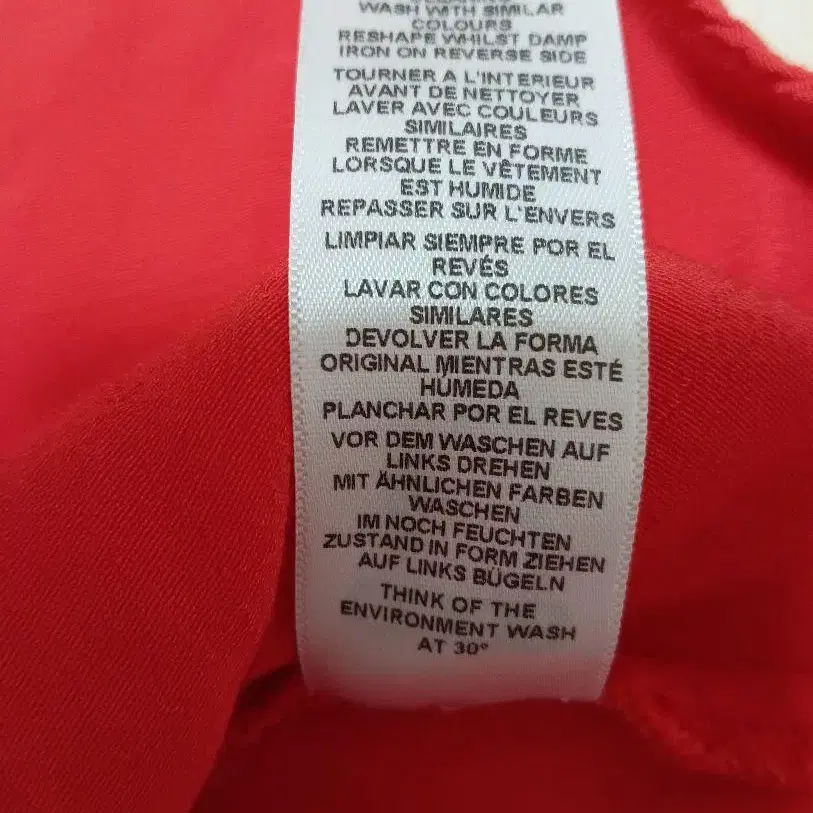 WASH WITH SIMILAR
COLOURS
RESHAPE WHILST DAMP
IRON ON REVERSE SIDE
TOURNER A L'INTERIEUR
AVANT DE NETTOYER
LAVER AVEC COULEURS
SIMILAIRES
REMETTRE EN FORME
LORSQUE LE VÊTEMENT
EST HUMIDE
REPASSER SUR L'ENVERS
LIMPIAR SIEMPRE POR EL
REVÉS
LAVAR CON COLORES
SIMILARES
DEVOLVER LA FORMA
ORIGINAL MIENTRAS ESTÉ
HÚMEDA
PLANCHAR POR EL REVES
VOR DEM WASCHEN AUF
LINKS DREHEN
MIT ÄHNLICHEN FARBEN
WASCHEN
IM NOCH FEUCHTEN
ZUSTAND IN FORM ZIEHEN
AUF LINKS BÜGELN
THINK OF THE
ENVIRONMENT WASH
AT 30°